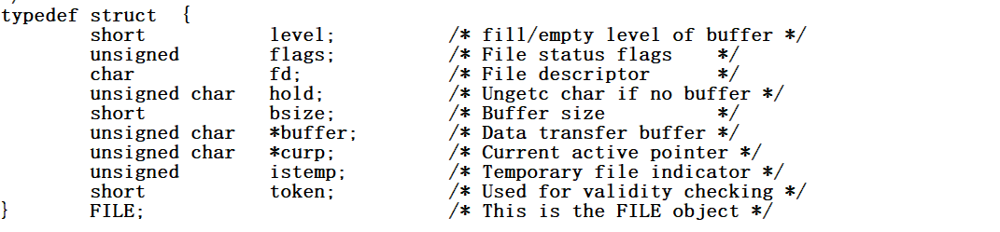 */
typedef struct  {
        short           level;          /* fill/empty level of buffer */
        unsigned        flags;          /* File status flags    */
        char            fd;             /* File descriptor      */
        unsigned char   hold;           /* Ungetc char if no buffer */
        short           bsize;          /* Buffer size          */
        unsigned char   *buffer;        /* Data transfer buffer */
        unsigned char   *curp;          /* Current active pointer */
        unsigned        istemp;         /* Temporary file indicator */
        short           token;          /* Used for validity checking */
}       FILE;                           /* This is the FILE object */